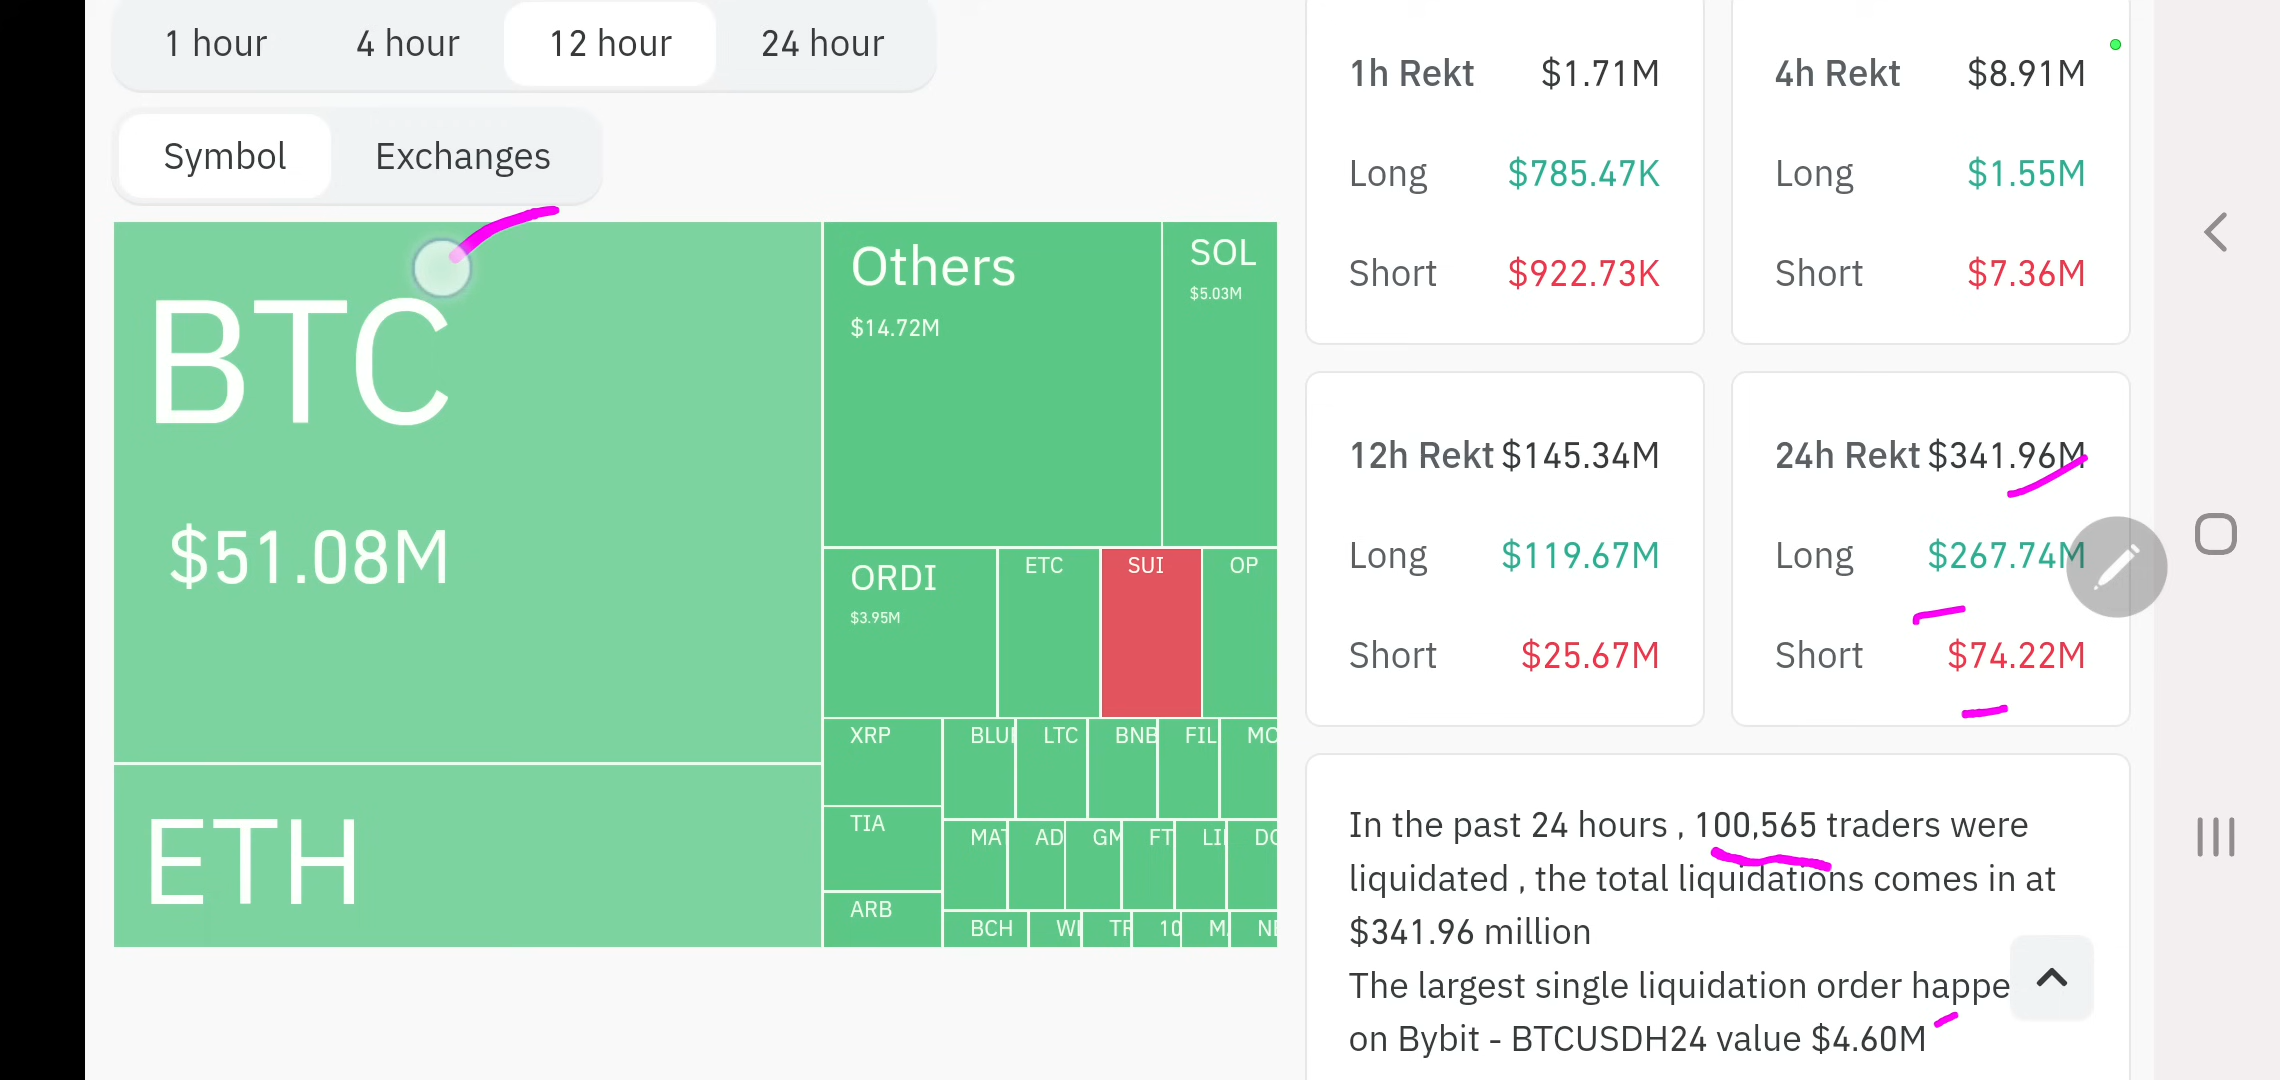 1 hour 4 hour 12 hour 24 hour
Symbol Exchanges
BTC
$51.08M
ETH
Others
$14.72M
SOL
$5.03M
ORDI
$3.95M
ETC
SUI
OP
XRP
TIA
ARB
LTC
BNB
FIL
BCH
1h Rekt $1.71M
Long $785.47K
Short $922.73K
4h Rekt $8.91M
Long $1.55M
Short $7.36M
12h Rekt $145.34M
Long $119.67M
Short $25.67M
24h Rekt $341.96M
Long $267.74M
Short $74.22M
In the past 24 hours , 100,565 traders were
liquidated , the total liquidations comes in at
$341.96 million
The largest single liquidation order happe
on Bybit - BTCUSDH24 value $4.60M